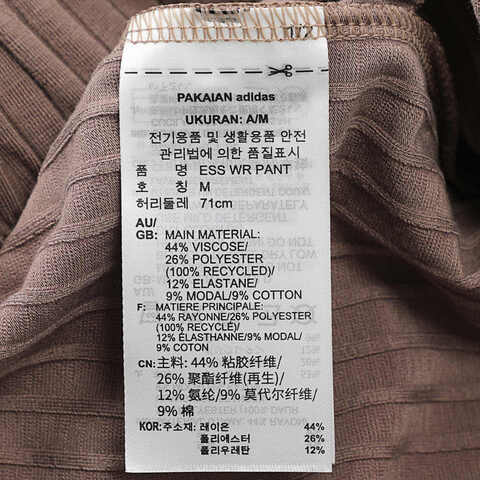 1/2
PAKAIAN adidas
UKURAN: A/M
전기용품 및 생활용품 안전
관리법에 의한 품질표시
품 명 ESS WR PANT
호 칭 M
허리둘레 71cm
AU/
GB: MAIN MATERIAL:
44% VISCOSE/
26% POLYESTER
(100% RECYCLED)/
12% ELASTANE/
9% MODAL/9% COTTON
F: MATIERE PRINCIPALE:
44% RAYONNE/26% POLYESTER
(100% RECYCLÉ)/
12% ELASTHANNE/9% MODAL/
9% COTON
CN: 主料: 44% 粘胶纤维/
26% 聚酯纤维(再生)/
12% 氨纶/9% 莫代尔纤维/
9% 棉
KOR: 주소재: 레이온 44%
폴리에스터 26%
폴리우레탄 12%